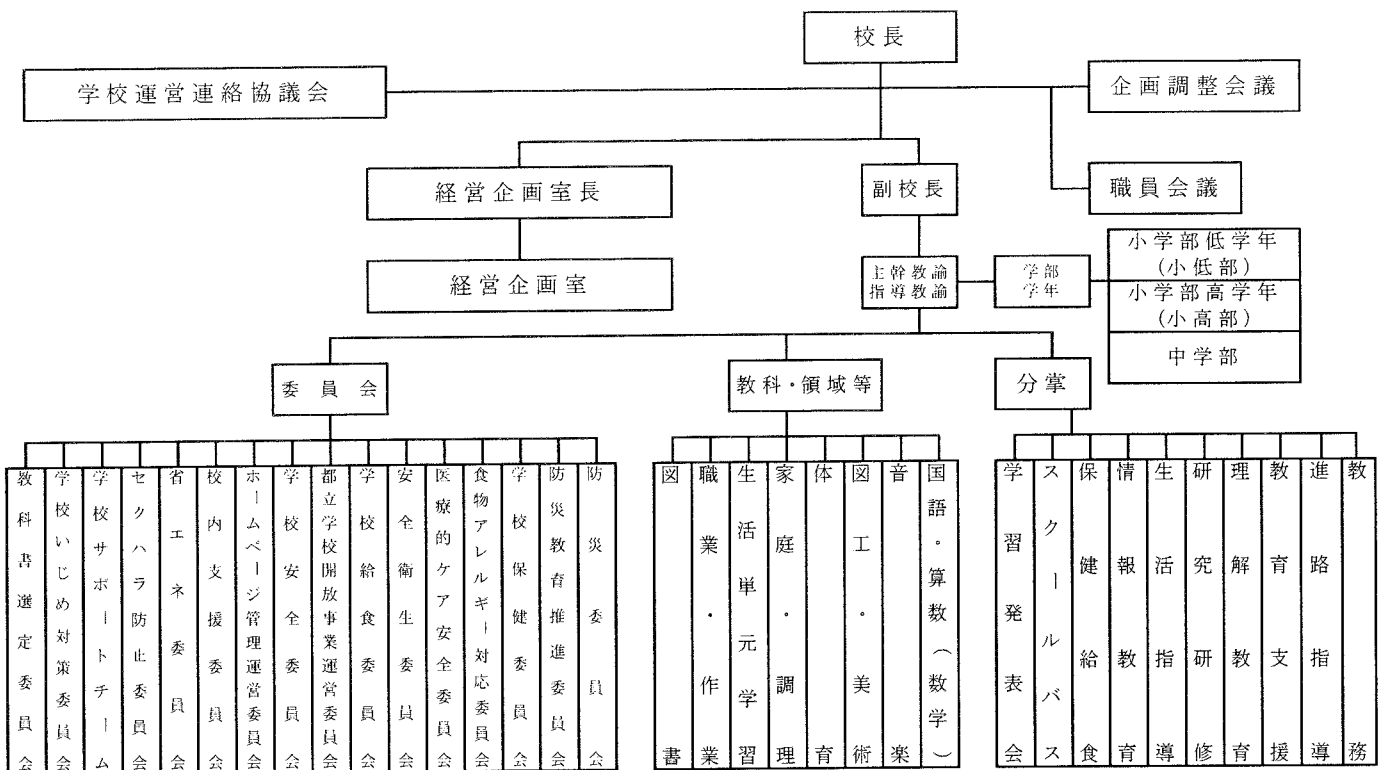 校長
学校運営連絡協議会
企画調整会議
経営企画室長
副校長
職員会議
経営企画室
主幹教諭
指導教諭
学部
学年
小学部低学年
(小低部)
小学部高学年
(小高部)
中学部
委員会
教科・領域等
分掌
教科書選定委員会
学校いじめ対策委員会
学校サポートチーム
セクハラ防止委員会
省エネ委員会
校内支援委員会
ホームページ管理運営委員会
学校安全委員会
都立学校開放事業運営委員会
学校給食委員会
安全衛生委員会
医療的ケア安全委員会
食物アレルギー対応委員会
学校保健委員会
防災教育推進委員会
防災委員会
図書
職業・作業
生活単元学習
家庭・調理
体育
図工・美術
音楽
国語・算数(数学)
学習発表会
スクールバス
保健給食
情報教育
生活指導
研究研修
理解教育
教育支援
進路指導
教務